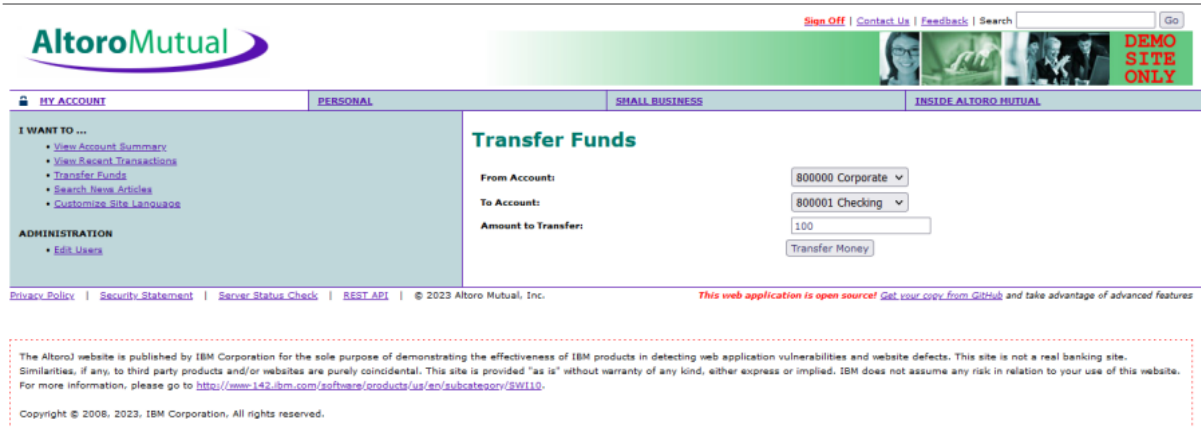 Sign Off | Contact Us | Feedback | Search Go
AltoroMutual
DEMO
SITE
ONLY
MY ACCOUNT PERSONAL SMALL BUSINESS INSIDE ALTORO MUTUAL
I WANT TO ...
• View Account Summary
• View Recent Transactions
• Transfer Funds
• Search News Articles
• Customize Site Language
ADMINISTRATION
• Edit Users
Transfer Funds
From Account: 800000 Corporate
To Account: 800001 Checking
Amount to Transfer: 100
Transfer Money
Privacy Policy | Security Statement | Server Status Check | REST API | © 2023 Altoro Mutual, Inc. This web application is open source! Get your copy from GitHub and take advantage of advanced features
The AltoroJ website is published by IBM Corporation for the sole purpose of demonstrating the effectiveness of IBM products in detecting web application vulnerabilities and website defects. This site is not a real banking site.
Similarities, if any, to third party products and/or websites are purely coincidental. This site is provided "as is" without warranty of any kind, either express or implied. IBM does not assume any risk in relation to your use of this website.
For more information, please go to http://www-142.ibm.com/software/products/us/en/subcategory/SWI10.
Copyright © 2008, 2023, IBM Corporation, All rights reserved.